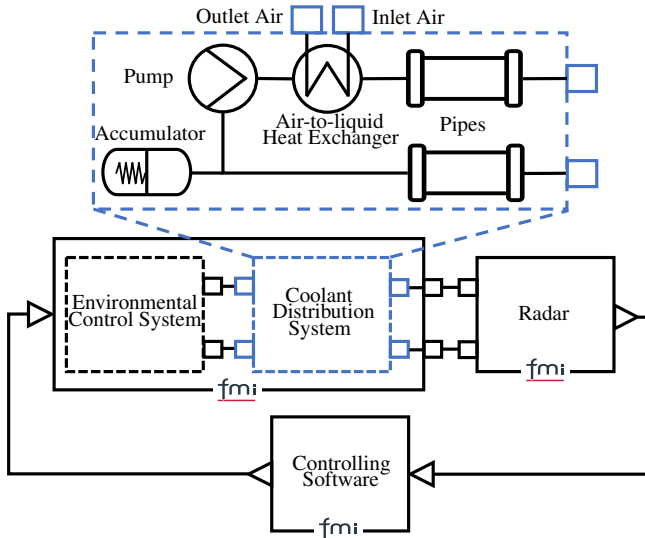 Outlet Air
Inlet Air
Pump
Air-to-liquid
Heat Exchanger
Pipes
Accumulator
Environmental
Control System
Coolant
Distribution
System
Radar
fmi
fmi
Controlling
Software
fmi